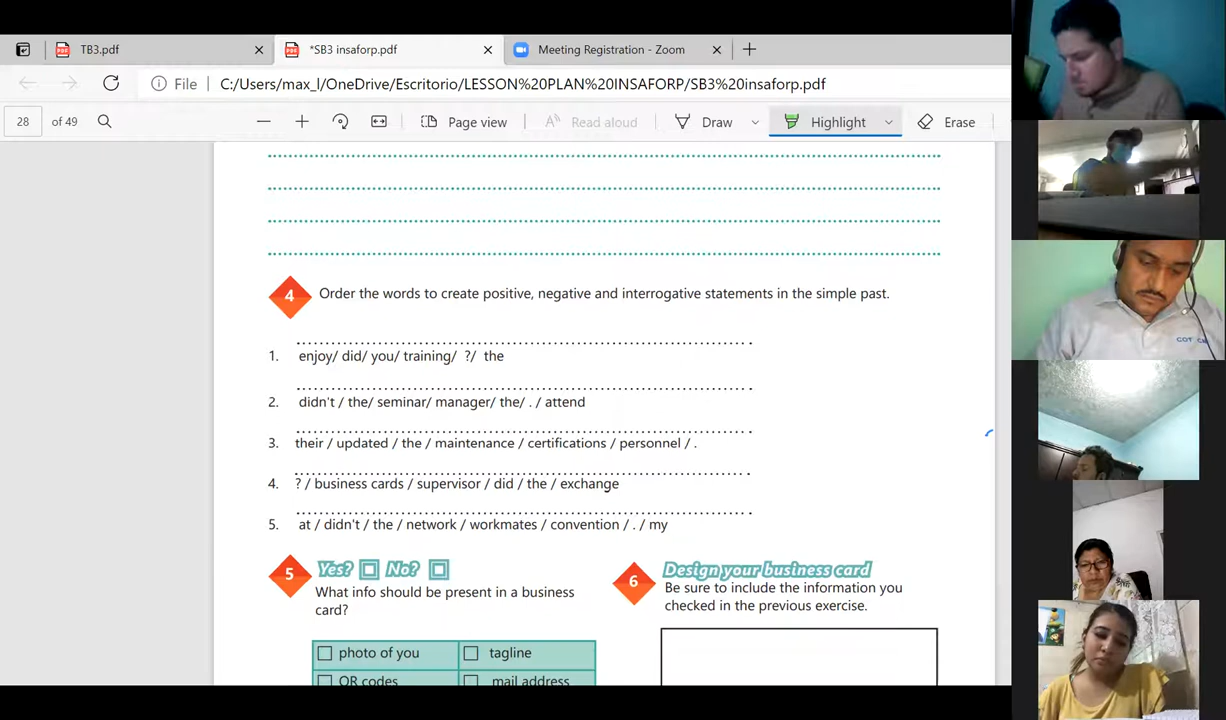 TB3.pdf
*SB3 insaforp.pdf
Meeting Registration - Zoom
File
C:/Users/max_l/OneDrive/Escritorio/LESSON%20PLAN%20INSAFORP/SB3%20insaforp.pdf
28 of 49
Page view
Read aloud
Draw
Highlight
Erase
4 Order the words to create positive, negative and interrogative statements in the simple past.
1. enjoy/ did/ you/ training/ ?/ the
2. didn't / the/ seminar/ manager/ the/ . / attend
3. their / updated / the / maintenance / certifications / personnel / .
4. ? / business cards / supervisor / did / the / exchange
5. at / didn't / the / network / workmates / convention / . / my
5 Yes? No?
What info should be present in a business
card?
photo of you
tagline
QR codes
mail address
6 Design your business card
Be sure to include the information you
checked in the previous exercise.